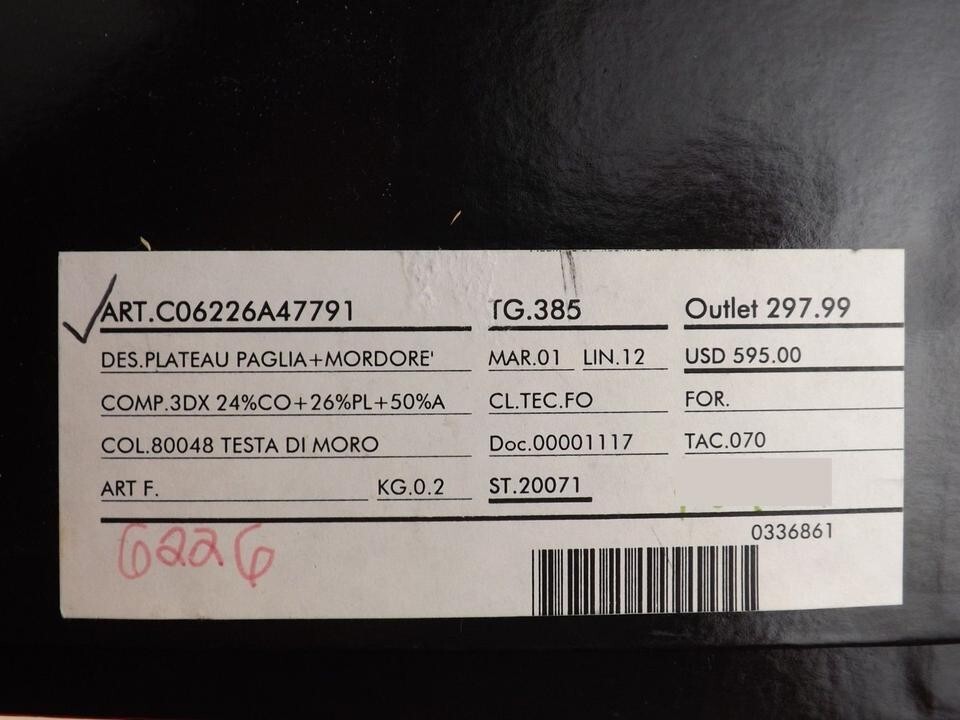 ART.C06226A47791 TG.385 Outlet 297.99
DES.PLATEAU PAGLIA+MORDORE' MAR.01 LIN.12 USD 595.00
COMP.3DX 24%CO+26%PL+50%A CL.TEC.FO FOR.
COL.80048 TESTA DI MORO Doc.00001117 TAC.070
ART F. KG.0.2 ST.20071
0336861
6226